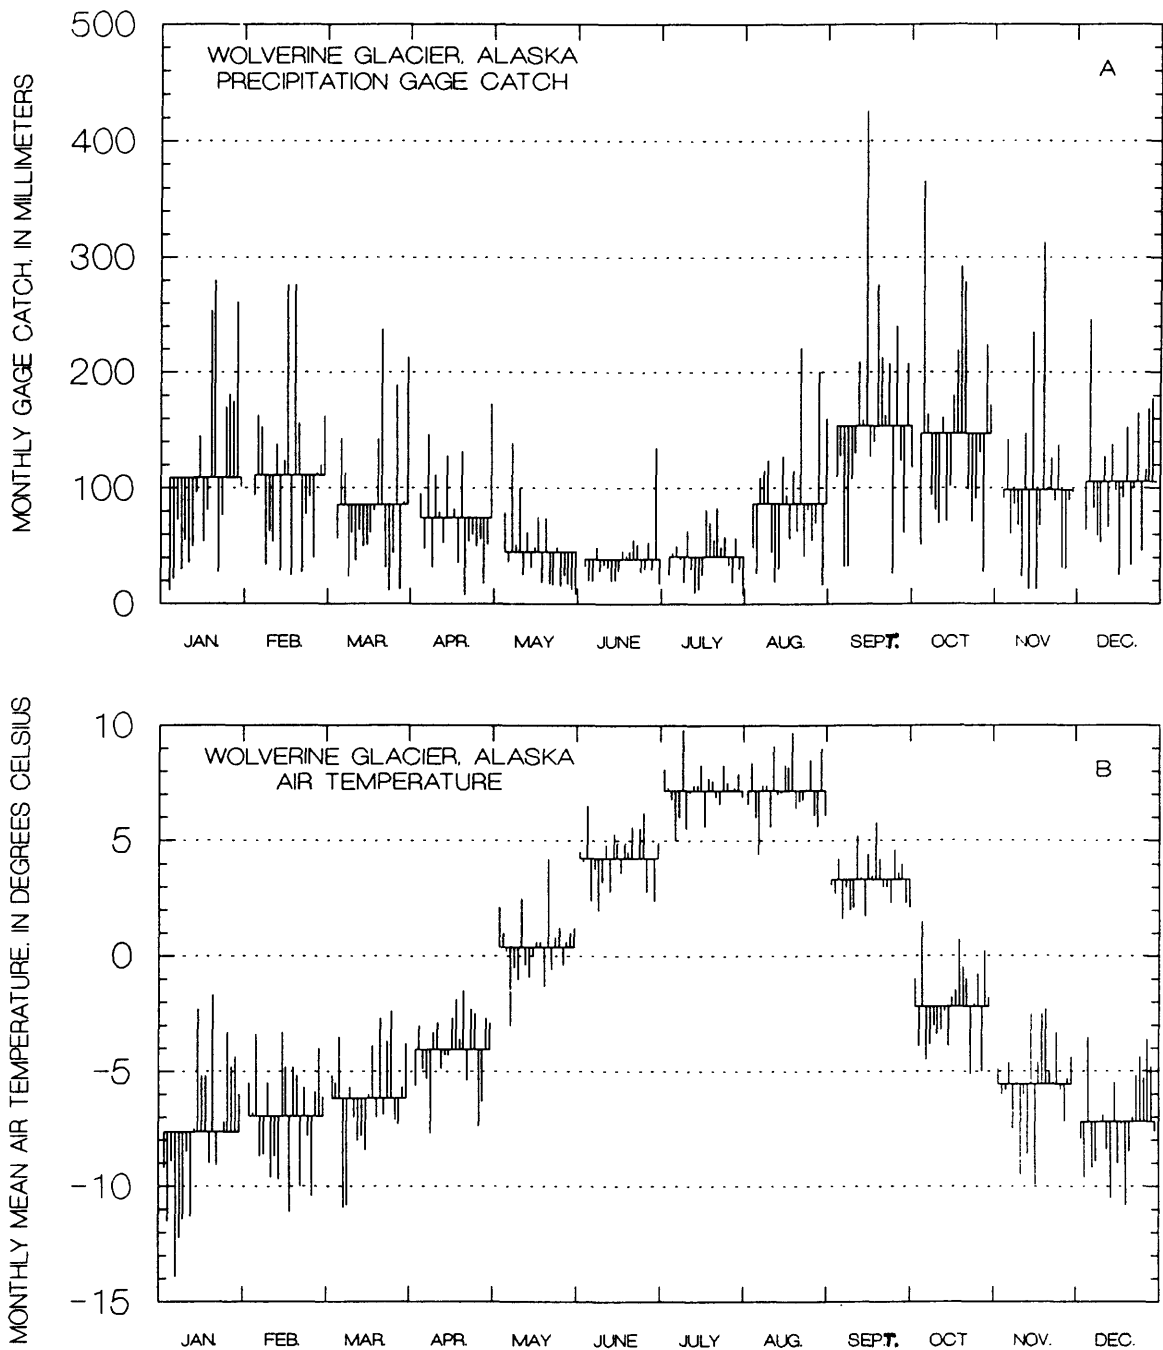 500
WOLVERINE GLACIER, ALASKA
PRECIPITATION GAGE CATCH
A
400
300
200
100
0
MONTHLY GAGE CATCH, IN MILLIMETERS
JAN. FEB. MAR. APR. MAY JUNE JULY AUG. SEPT. OCT NOV DEC.
10
WOLVERINE GLACIER, ALASKA
AIR TEMPERATURE
B
5
0
-5
-10
-15
MONTHLY MEAN AIR TEMPERATURE, IN DEGREES CELSIUS
JAN. FEB. MAR. APR. MAY JUNE JULY AUG. SEPT. OCT NOV. DEC.